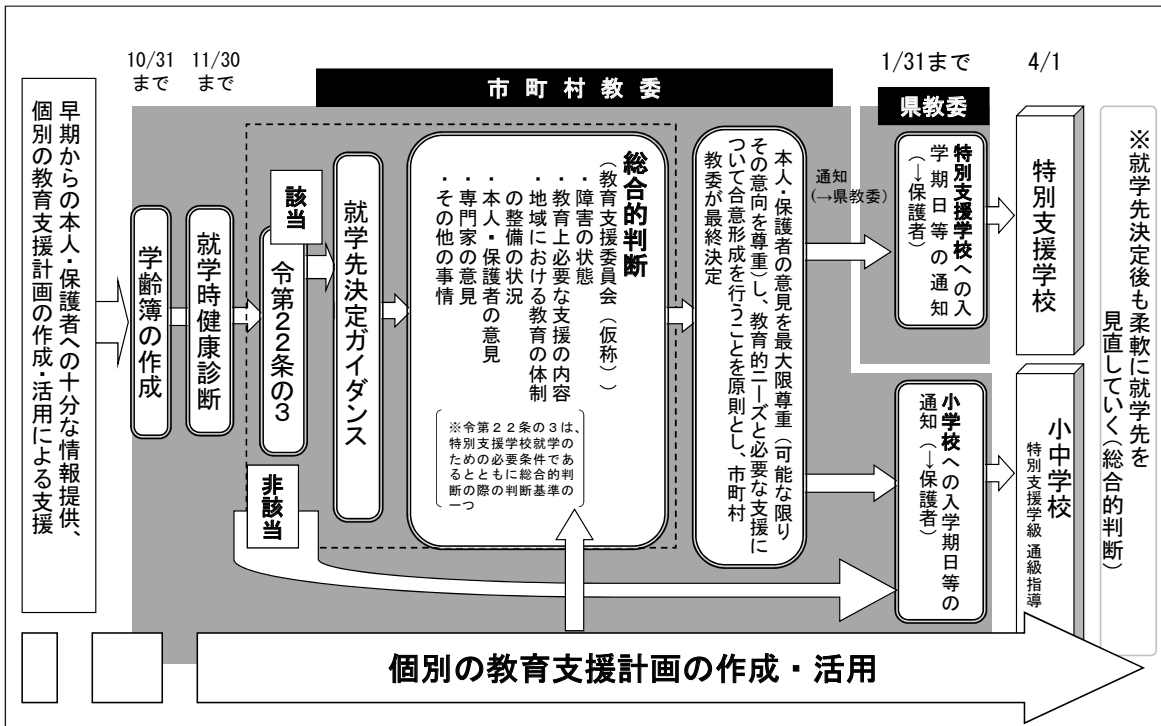 10/31
まで
11/30
まで
市町村教委
1/31まで
県教委
4/1
早期からの本人・保護者への十分な情報提供、
個別の教育支援計画の作成・活用による支援
学齢簿の作成
就学時健康診断
該当
令第22条の3
非該当
就学先決定ガイダンス
総合的判断
(教育支援委員会(仮称))
・障害の状態
・教育上必要な支援の内容
・地域における教育の体制
の整備の状況
・本人・保護者の意見
・専門家の意見
・その他の事情
※令第22条の3は、
特別支援学校就学の
ための必要条件であ
るとともに総合的判
断の際の判断基準の
一つ
本人・保護者の意見を最大限尊重(可能な限り
その意向を尊重)し、教育的ニーズと必要な支援に
ついて合意形成を行うことを原則とし、市町村
教委が最終決定
通知
(→県教委)
特別支援学校への入
学期日等の通知
(→保護者)
小学校への入学期日等の
通知(→保護者)
特別支援学校
小中学校
特別支援学級 通級指導
※就学先決定後も柔軟に就学先を
見直していく(総合的判断)
個別の教育支援計画の作成・活用